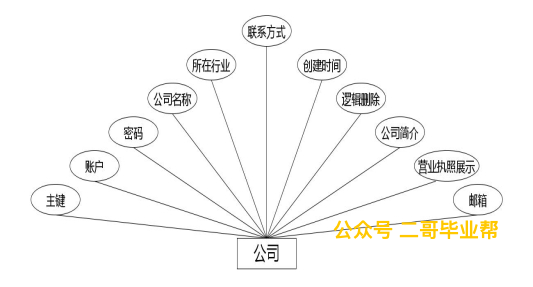 联系方式
所在行业
创建时间
公司名称
逻辑删除
密码
公司简介
账户
营业执照展示
主键
邮箱
公众号 二哥毕业帮
公司